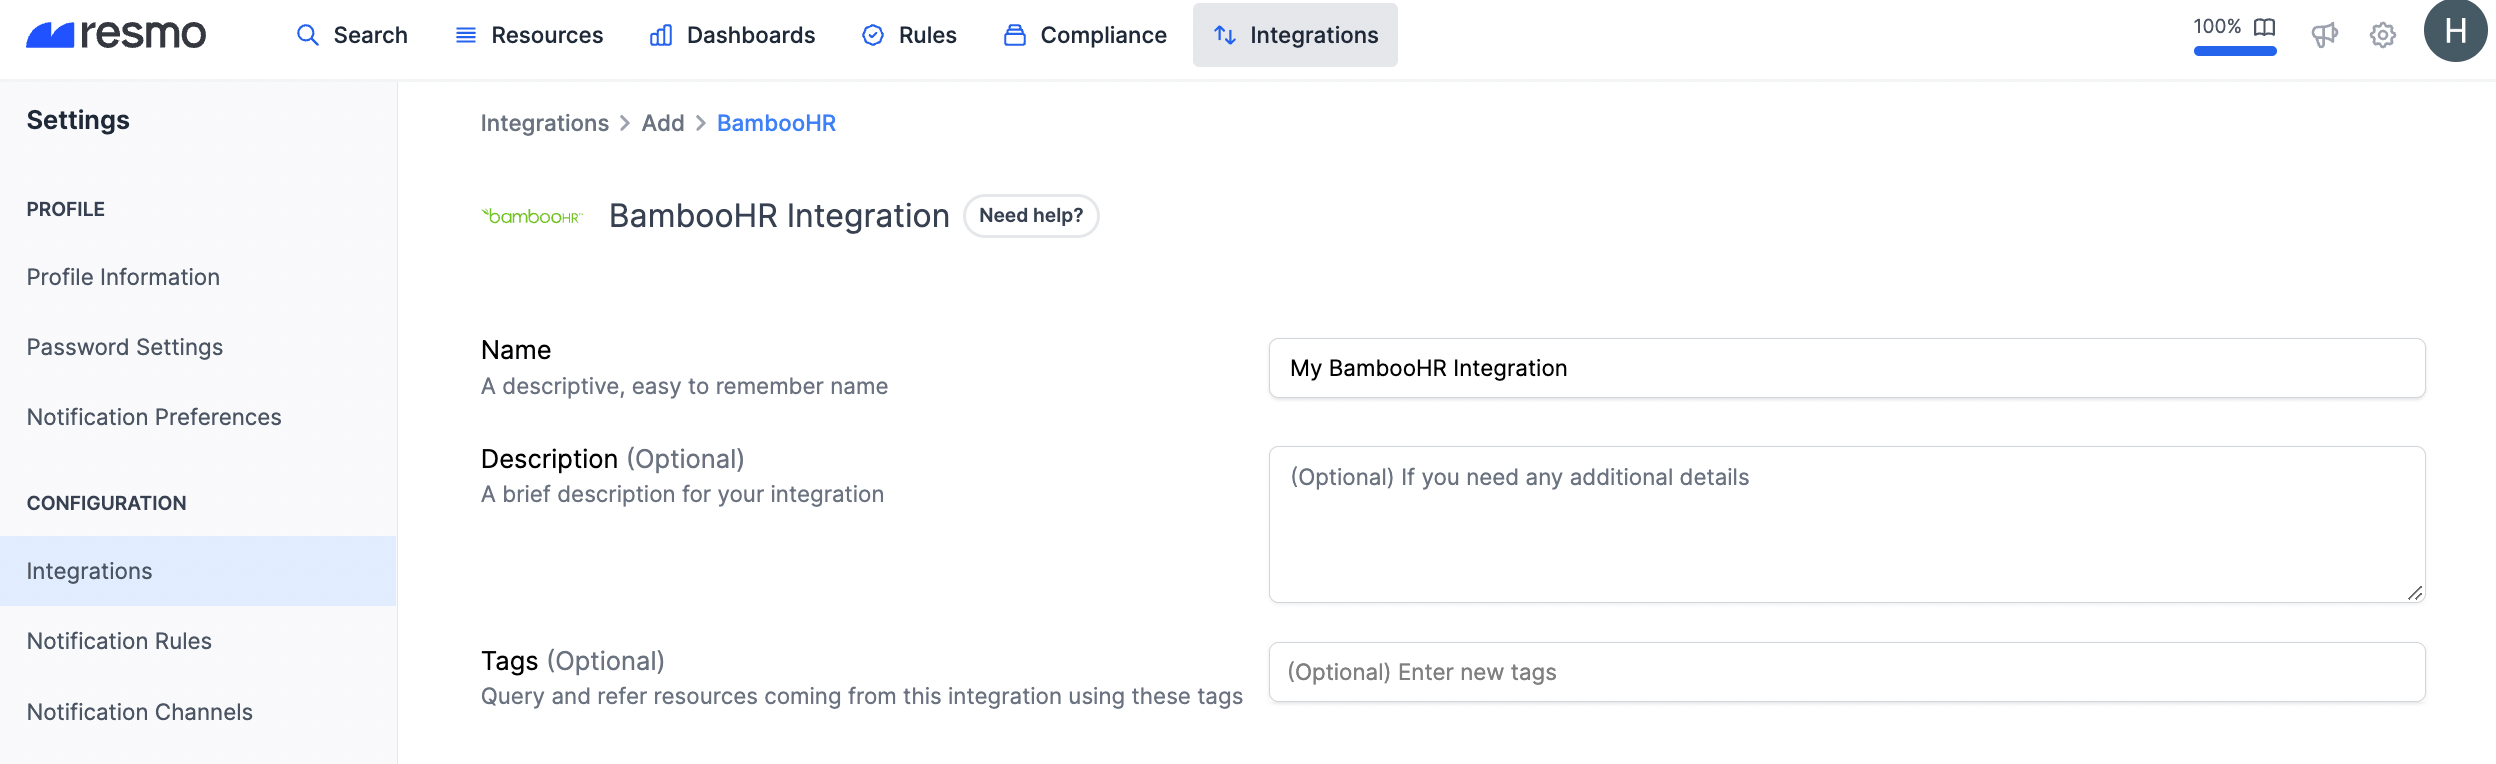 resmo
Search
Resources
Dashboards
Rules
Compliance
Integrations
100%
H
Settings
PROFILE
Profile Information
Password Settings
Notification Preferences
CONFIGURATION
Integrations
Notification Rules
Notification Channels
Integrations > Add > BambooHR
bambooHR
BambooHR Integration
Need help?
Name
A descriptive, easy to remember name
My BambooHR Integration
Description (Optional)
A brief description for your integration
(Optional) If you need any additional details
Tags (Optional)
Query and refer resources coming from this integration using these tags
(Optional) Enter new tags